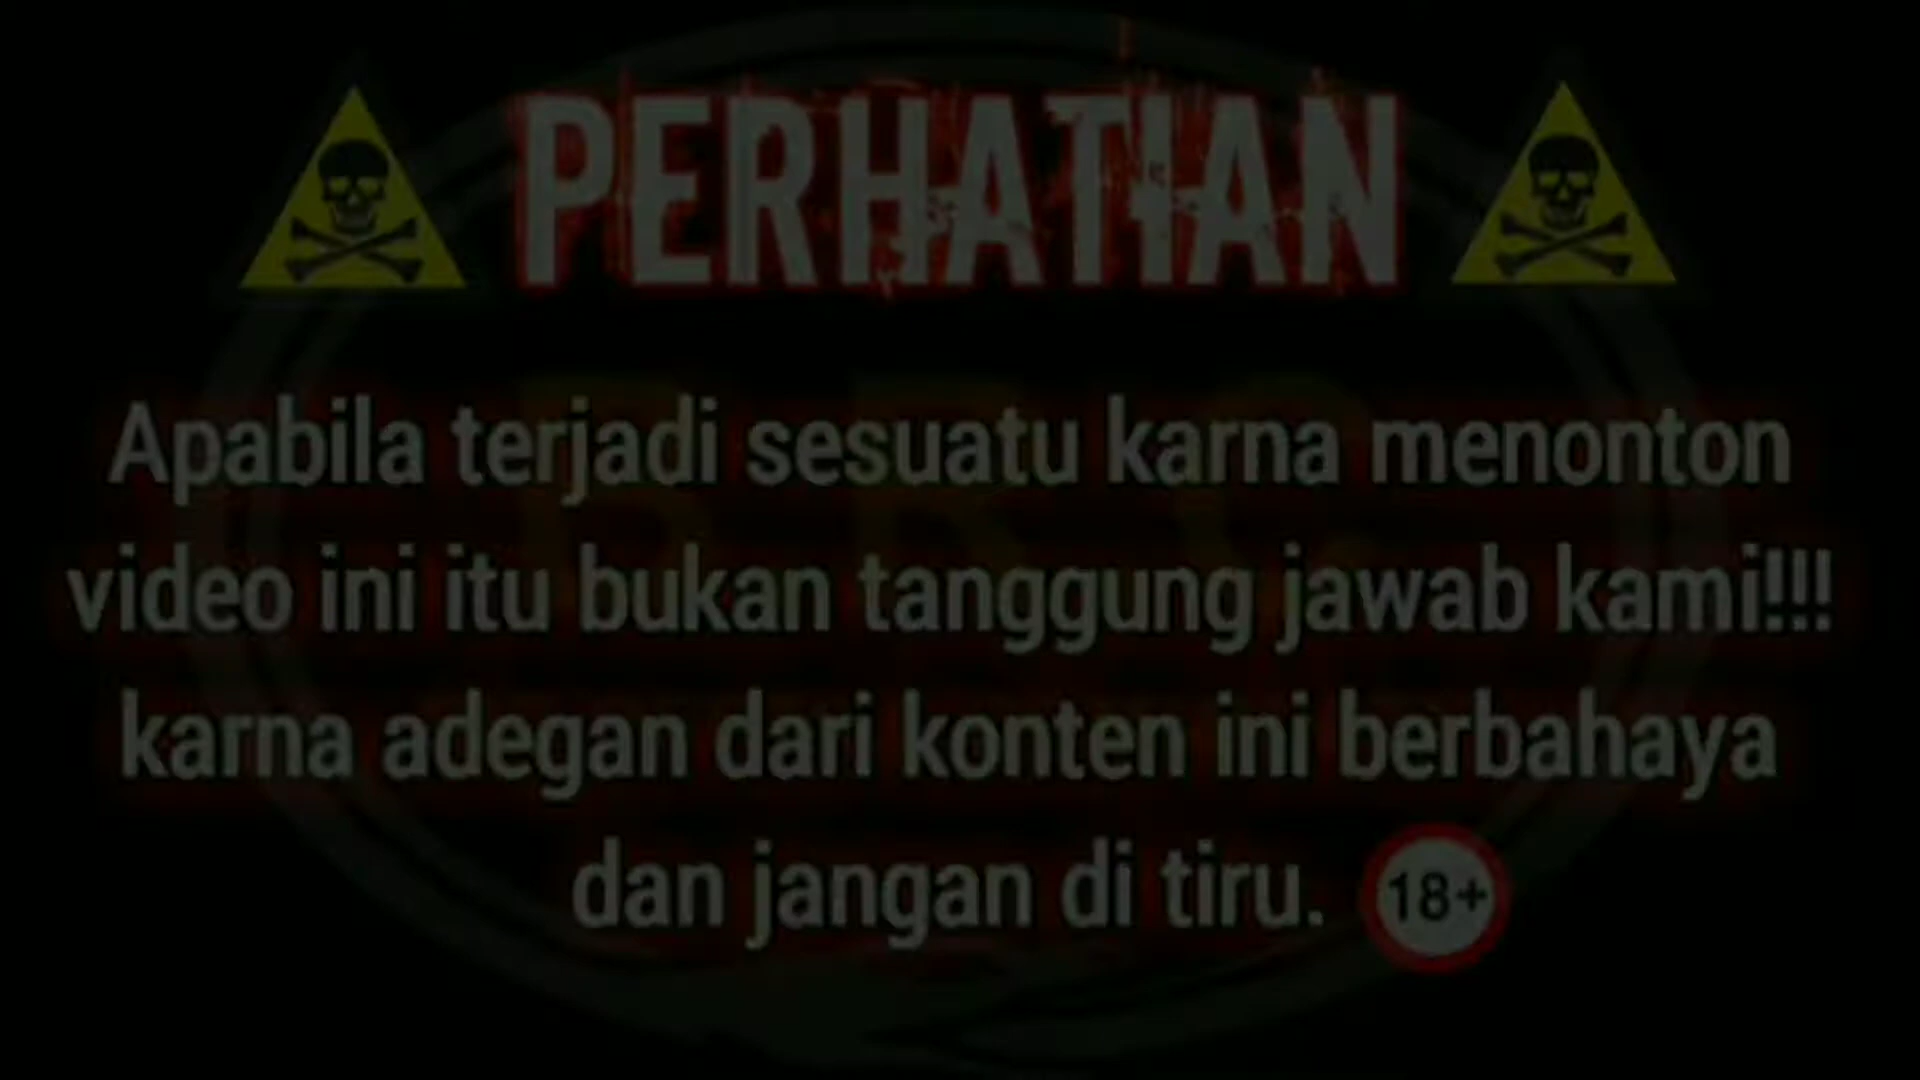 PERHATIAN
Apabila terjadi sesuatu karna menonton
video ini itu bukan tanggung jawab kami!!!
karna adegan dari konten ini berbahaya
dan jangan di tiru. 18+